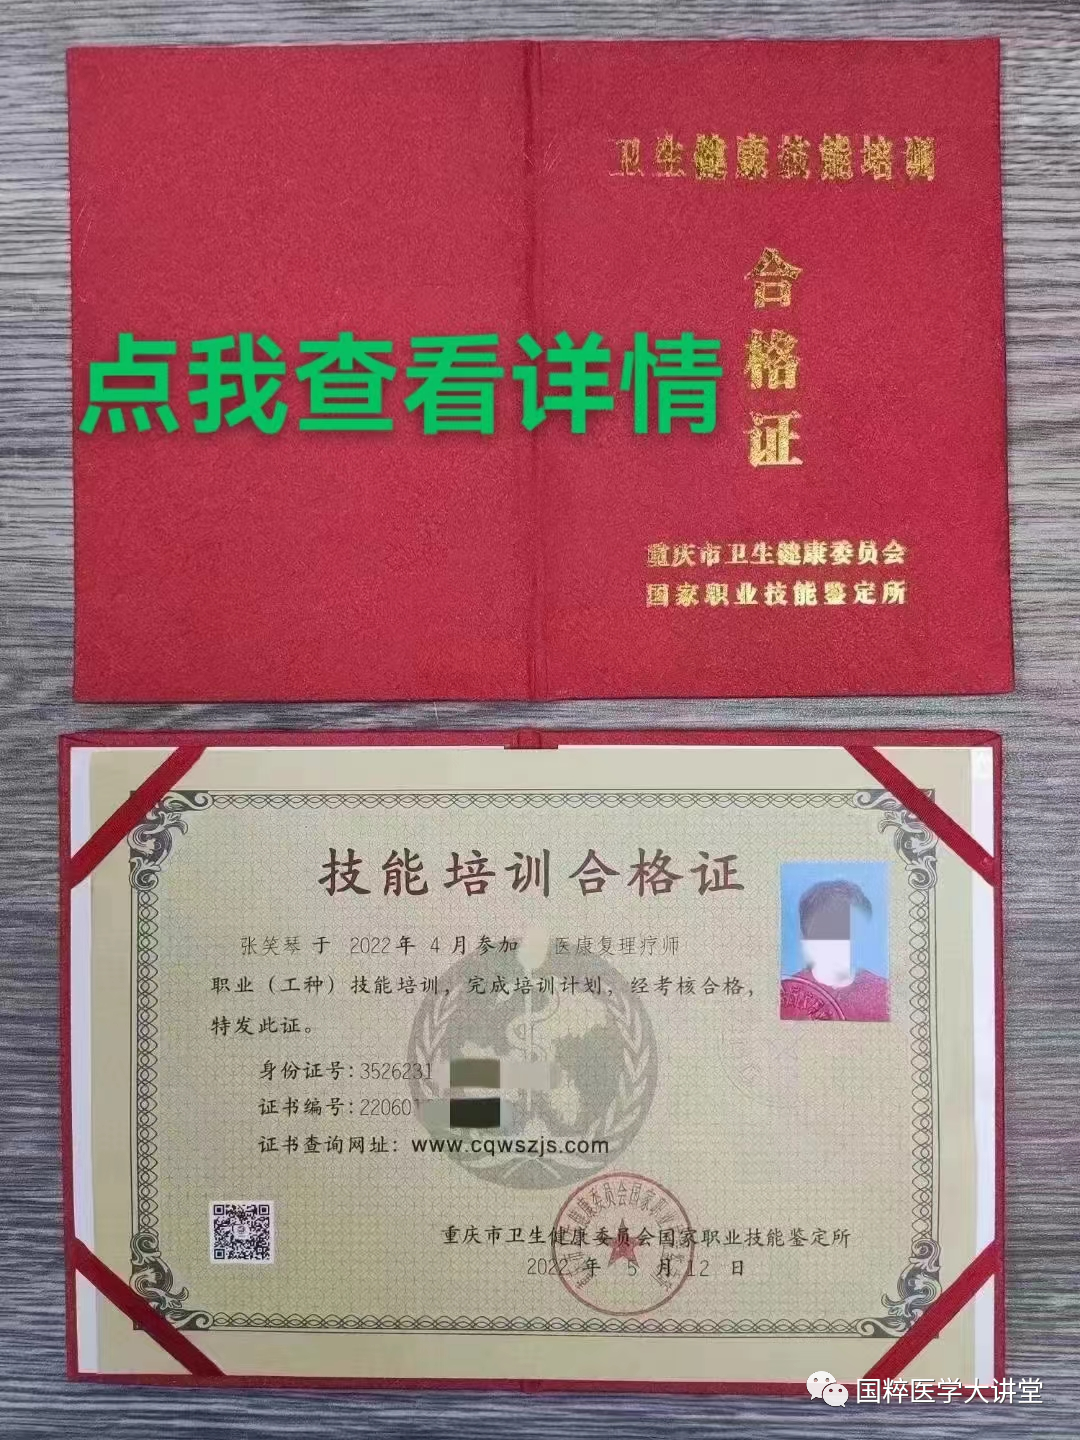 卫生健康技能培训
合格证
点我查看详情
重庆市卫生健康委员会
国家职业技能鉴定所
技能培训合格证
张笑琴 于 2022 年 4 月参加 医康复理疗师
职业（工种）技能培训，完成培训计划，经考核合格，
特发此证。
身份证号：3526231
证书编号：22060
证书查询网址：www.cqwszjs.com
重庆市卫生健康委员会国家职业技能鉴定所
2022 年 5 月 12 日
国粹医学大讲堂